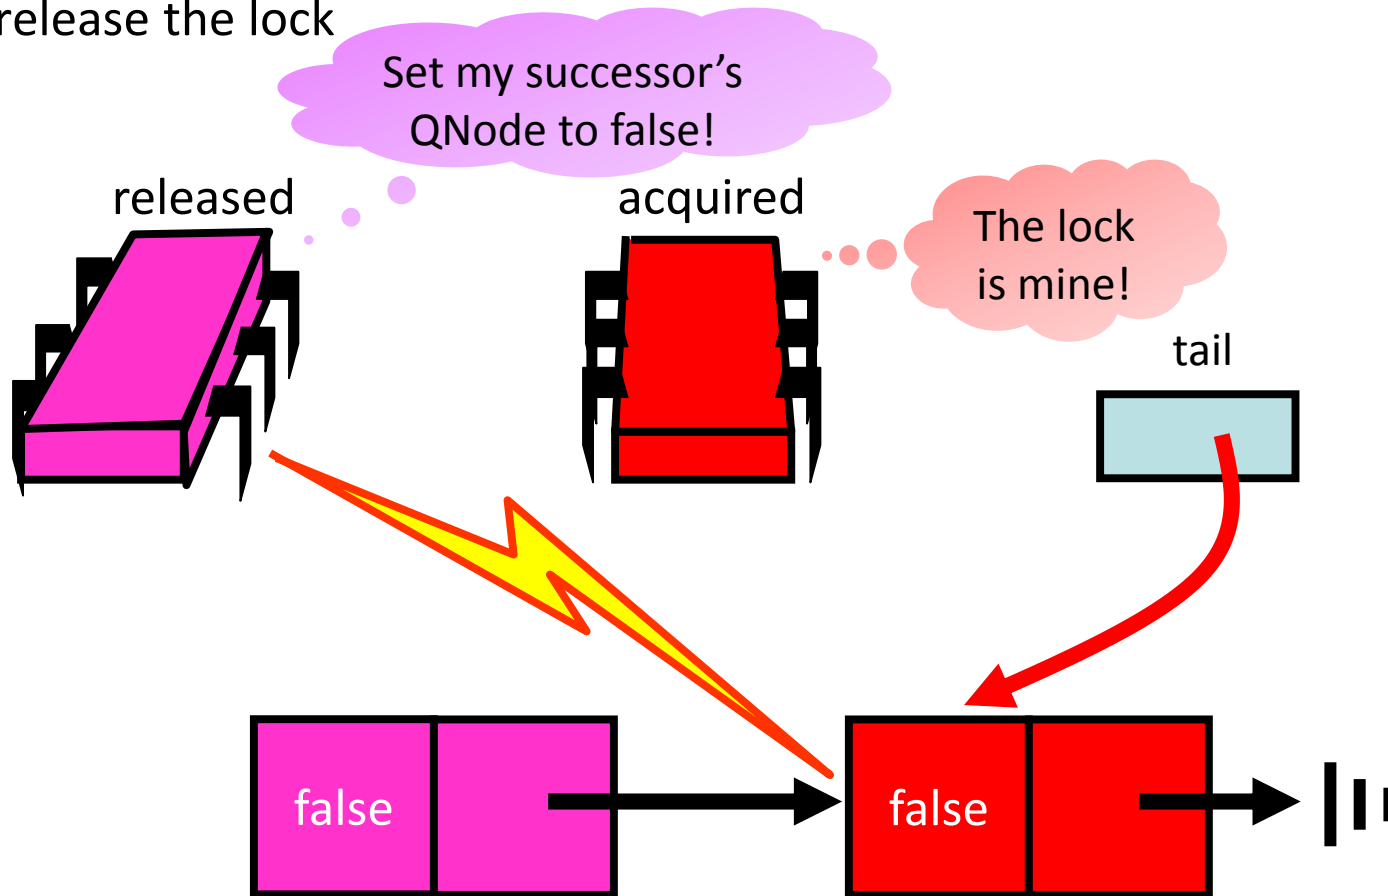 release the lock
Set my successor’s
QNode to false!
released
acquired
The lock
is mine!
tail
false
false